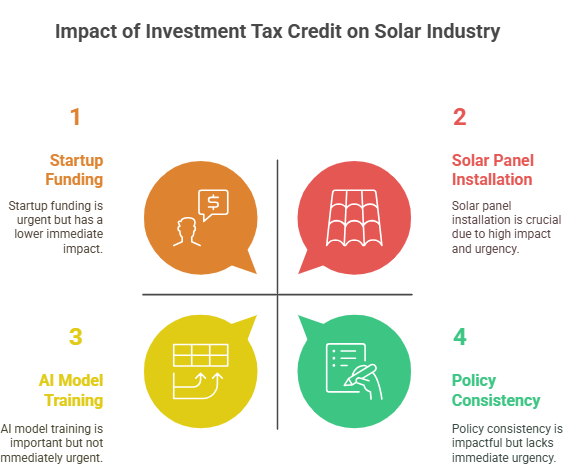 Impact of Investment Tax Credit on Solar Industry
1
Startup
Funding
Startup funding is
urgent but has a
lower immediate
impact.
2
Solar Panel
Installation
Solar panel
installation is crucial
due to high impact
and urgency.
$
3
AI Model
Training
AI model training is
important but not
mmediately urgent.
4
Policy
Consistency
Policy consistency is
impactful but lacks
immediate urgency.